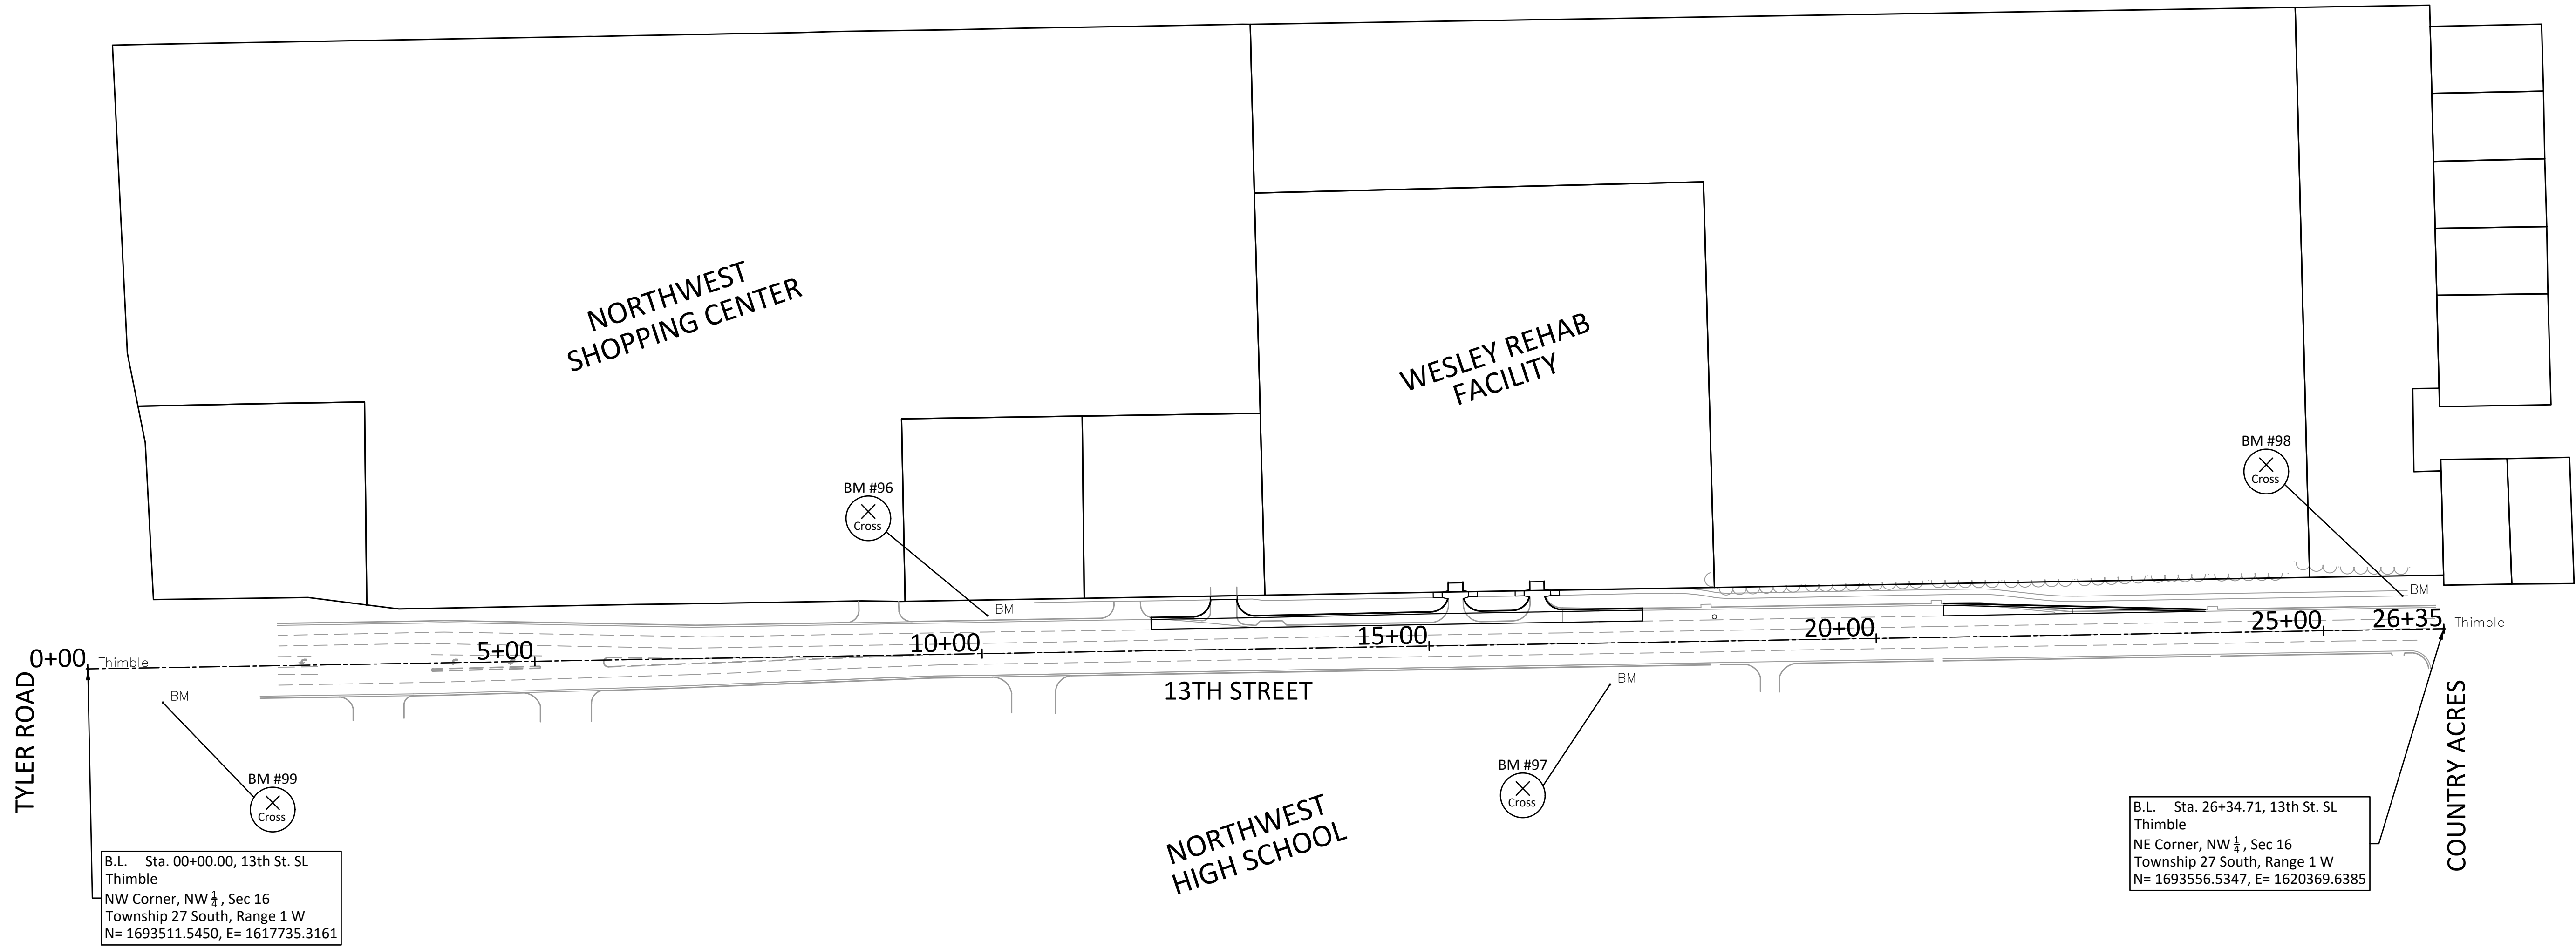 NORTHWEST
SHOPPING CENTER
WESLEY REHAB
FACILITY
BM #96
Cross
BM #98
Cross
BM
BM
0+00
Thimble
5+00
10+00
15+00
20+00
25+00
26+35
Thimble
TYLER ROAD
BM
13TH STREET
BM
COUNTRY ACRES
BM #99
Cross
BM #97
Cross
NORTHWEST
HIGH SCHOOL
B.L. Sta. 00+00.00, 13th St. SL
Thimble
NW Corner, NW 1/4, Sec 16
Township 27 South, Range 1 W
N= 1693511.5450, E= 1617735.3161
B.L. Sta. 26+34.71, 13th St. SL
Thimble
NE Corner, NW 1/4, Sec 16
Township 27 South, Range 1 W
N= 1693556.5347, E= 1620369.6385